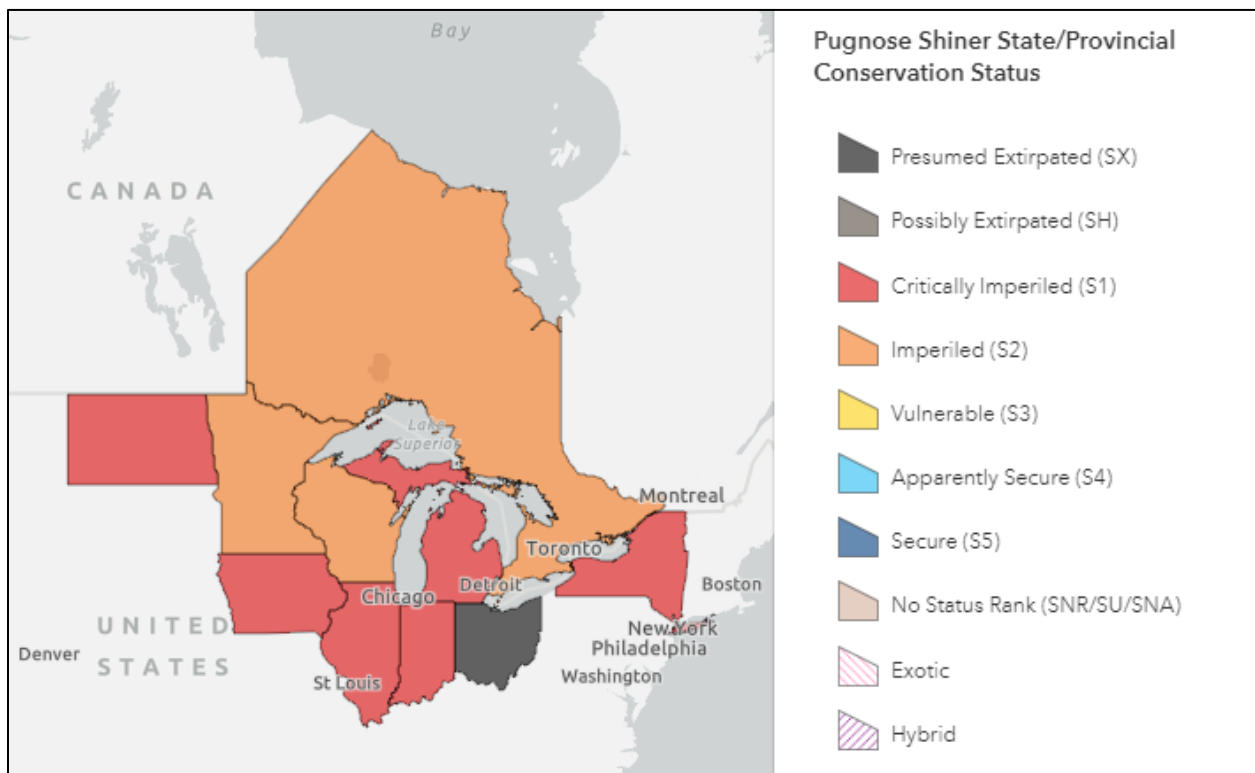 Bay
CANADA
Lake
Superior
Montreal
Toronto
Boston
Detroit
Chicago
New York
UNITED
STATES
Philadelphia
Denver
Washington
St Louis
Pugnose Shiner State/Provincial
Conservation Status
Presumed Extirpated (SX)
Possibly Extirpated (SH)
Critically Imperiled (S1)
Imperiled (S2)
Vulnerable (S3)
Apparently Secure (S4)
Secure (S5)
No Status Rank (SNR/SU/SNA)
Exotic
Hybrid